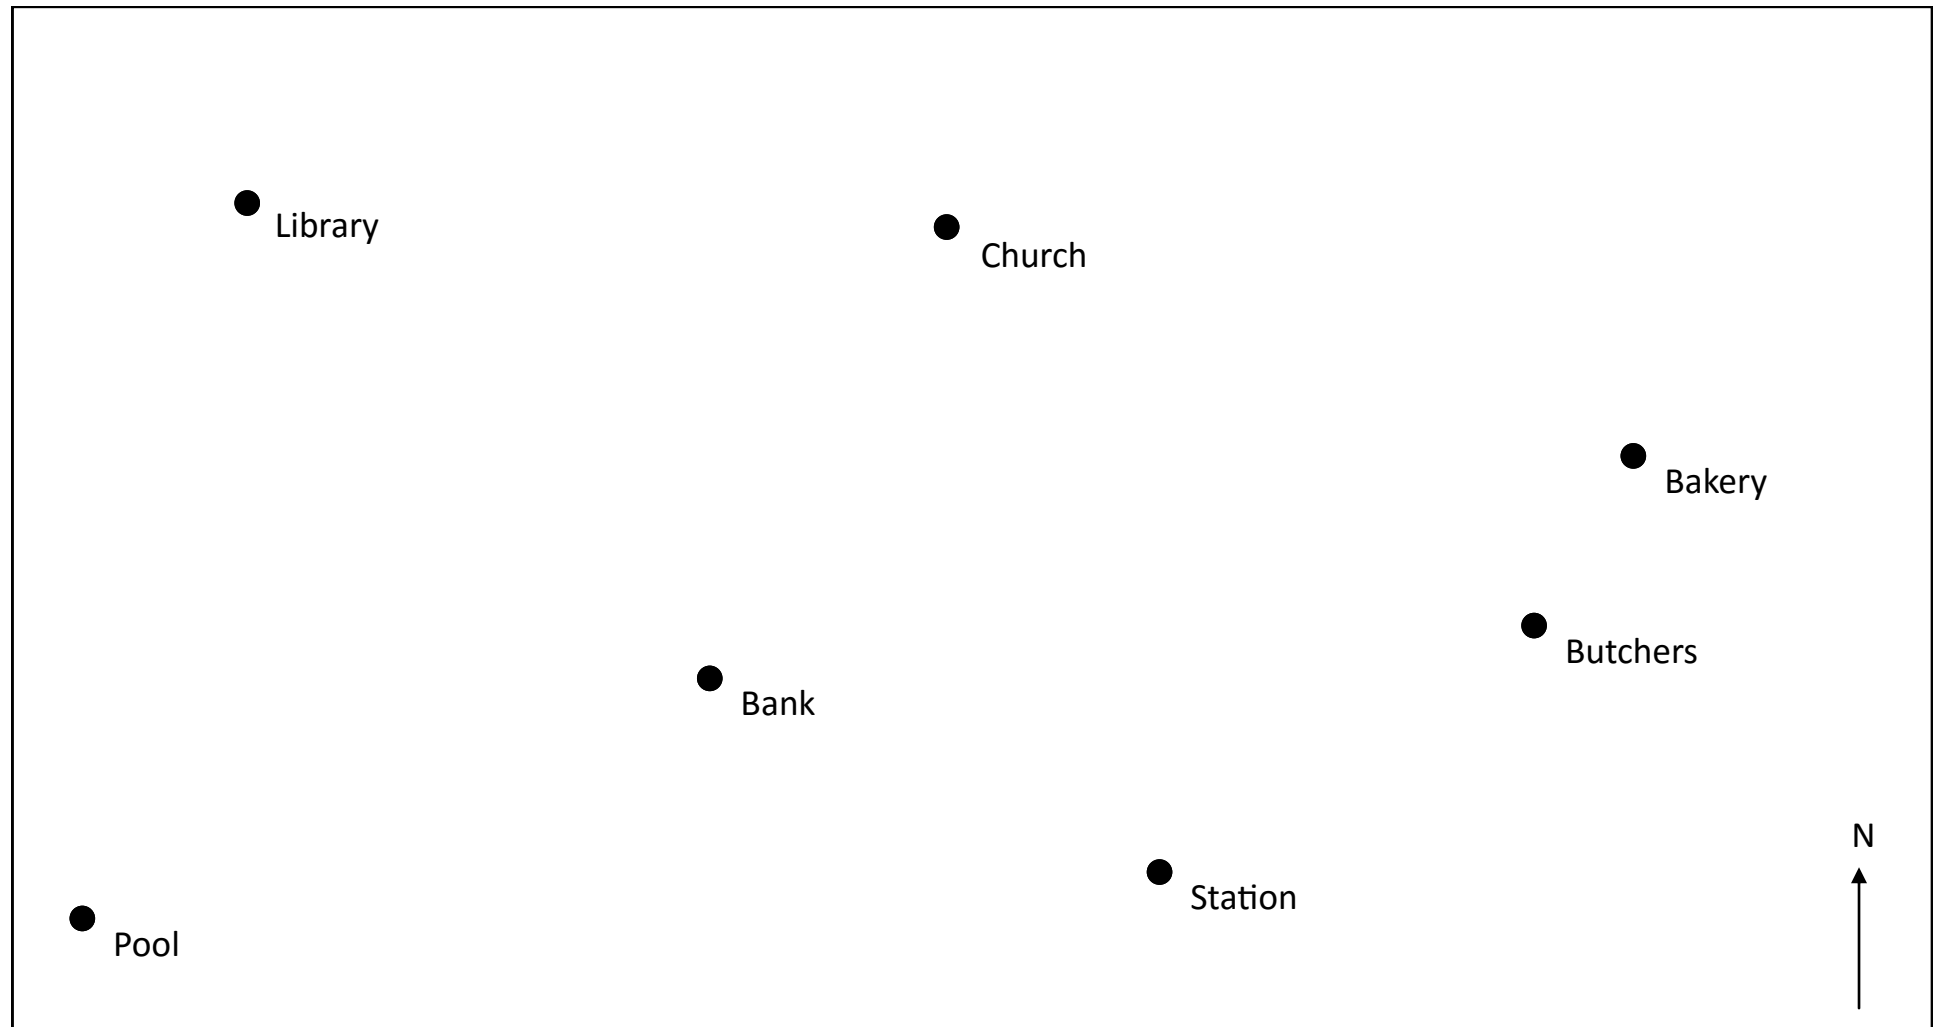 Library
Church
Bakery
Butchers
Bank
N
Station
Pool